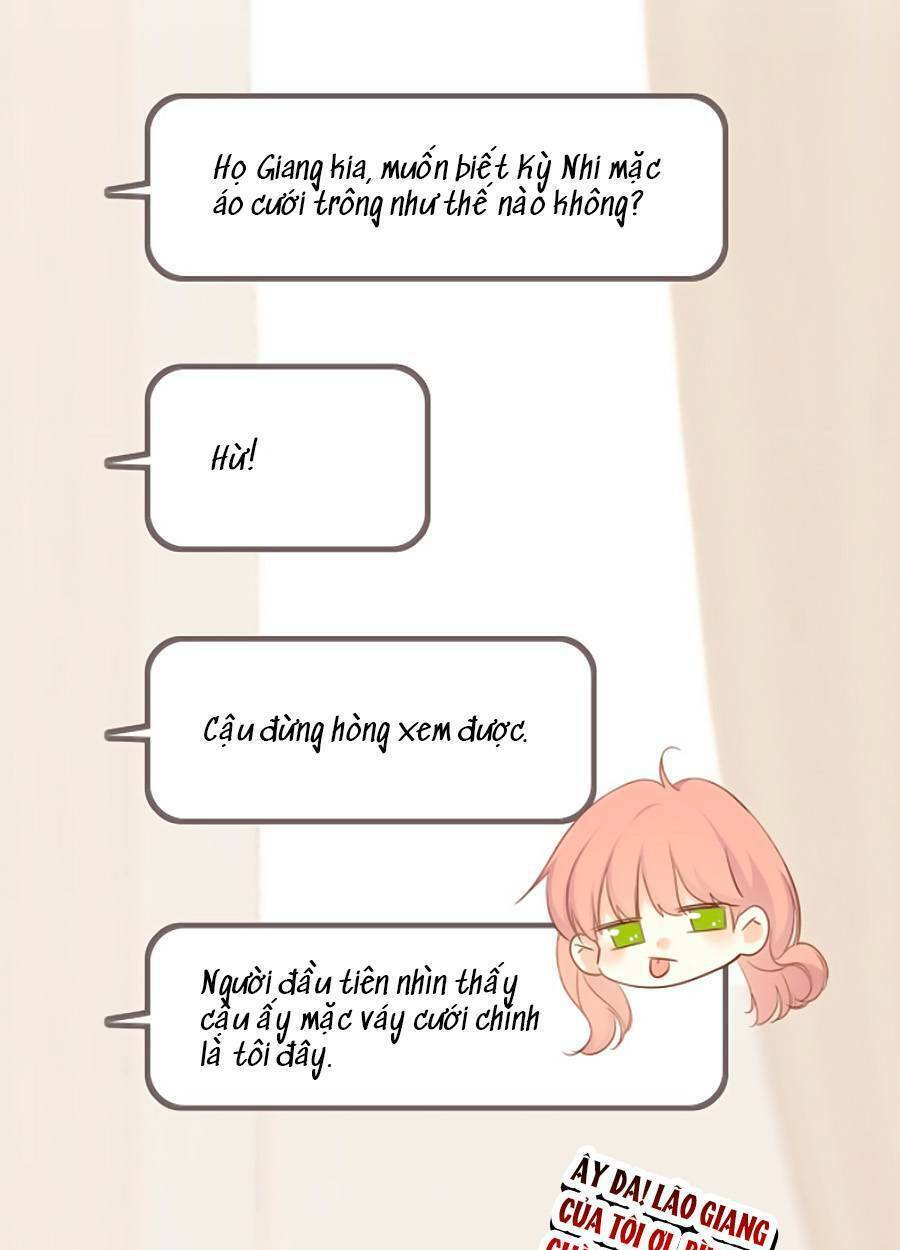 Họ Giang kia, muốn biết Kỳ Nhi mặc
áo cưới trông như thế nào không?
Hừ!
Cậu đừng hòng xem được.
Người đầu tiên nhìn thấy
cậu ấy mặc váy cưới chính
là tôi đây.
ÂY DA! LÃO GIANG
CỦA TÔI ƠI,